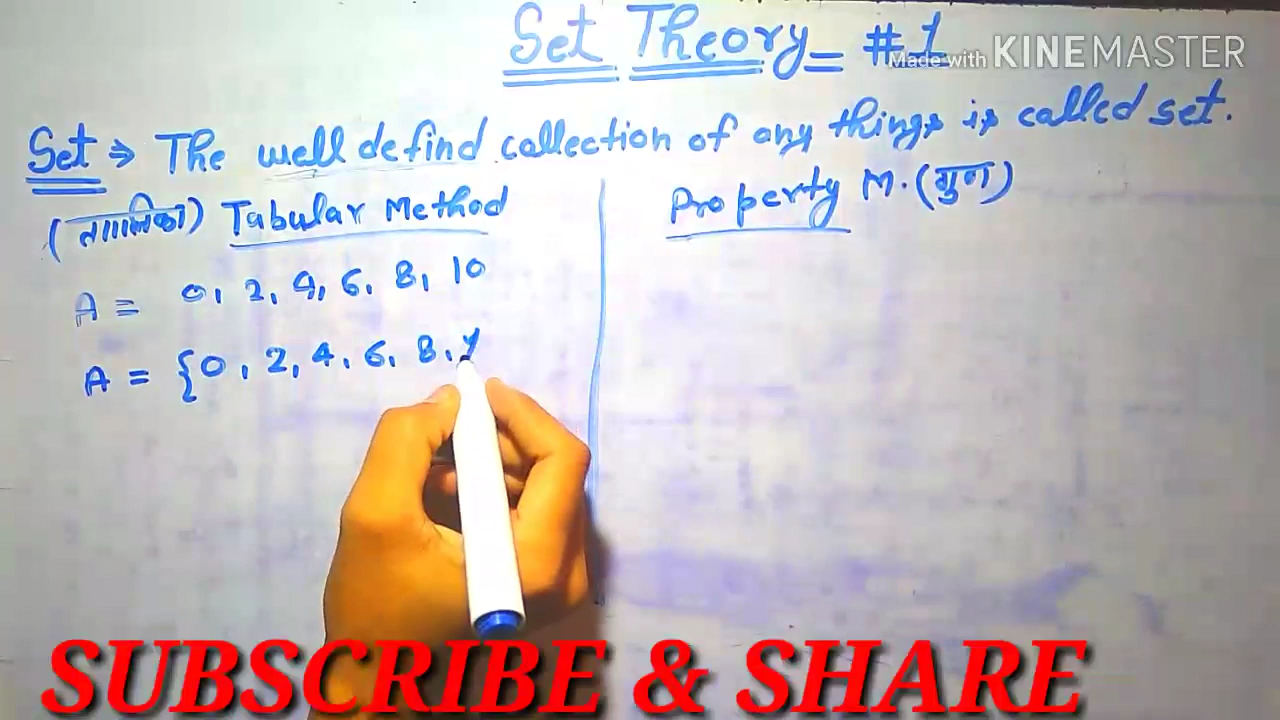 Set Theory = #1
Made with KINEMASTER
Set ⇒ The well defind collection of any things is called set.
(तालिका) Tabular Method
A = 0, 2, 4, 6, 8, 10
A = {0, 2, 4, 6, 8, 1
Property M. (गुन)
SUBSCRIBE & SHARE